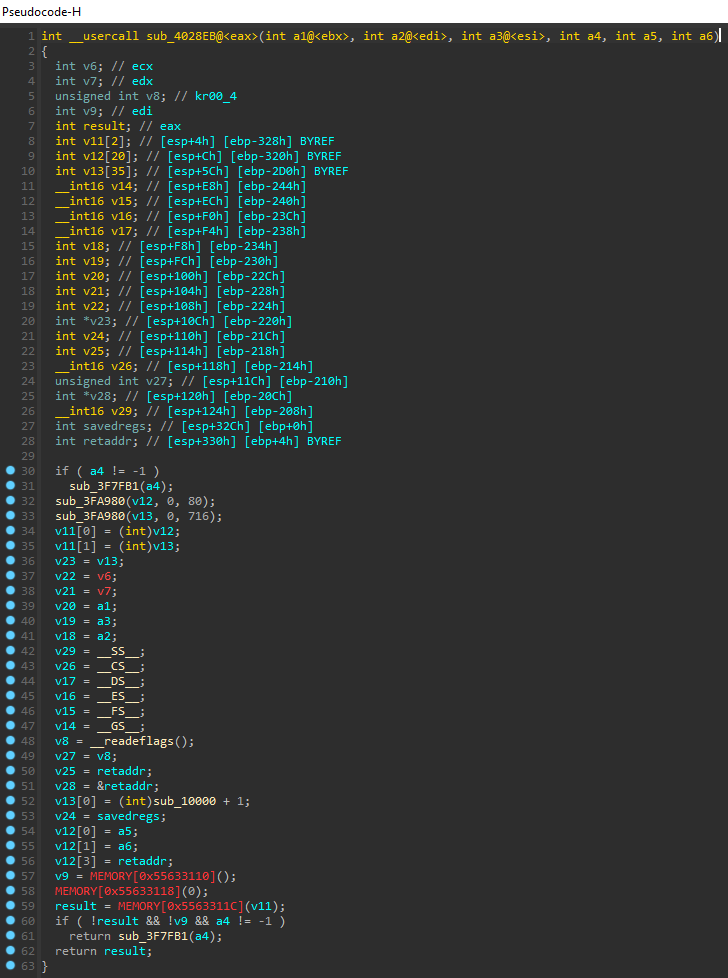 Pseudocode-H
1 int __usercall sub_4028EB@<eax>(int a1@<ebx>, int a2@<edi>, int a3@<esi>, int a4, int a5, int a6)
2 {
3 int v6; // ecx
4 int v7; // edx
5 unsigned int v8; // kr00_4
6 int v9; // edi
7 int result; // eax
8 int v11[2]; // [esp+4h] [ebp-328h] BYREF
9 int v12[20]; // [esp+Ch] [ebp-320h] BYREF
10 int v13[35]; // [esp+5Ch] [ebp-2D0h] BYREF
11 __int16 v14; // [esp+E8h] [ebp-244h]
12 __int16 v15; // [esp+ECh] [ebp-240h]
13 __int16 v16; // [esp+F0h] [ebp-23Ch]
14 __int16 v17; // [esp+F4h] [ebp-238h]
15 int v18; // [esp+F8h] [ebp-234h]
16 int v19; // [esp+FCh] [ebp-230h]
17 int v20; // [esp+100h] [ebp-22Ch]
18 int v21; // [esp+104h] [ebp-228h]
19 int v22; // [esp+108h] [ebp-224h]
20 int *v23; // [esp+10Ch] [ebp-220h]
21 int v24; // [esp+110h] [ebp-21Ch]
22 int v25; // [esp+114h] [ebp-218h]
23 __int16 v26; // [esp+118h] [ebp-214h]
24 unsigned int v27; // [esp+11Ch] [ebp-210h]
25 int *v28; // [esp+120h] [ebp-20Ch]
26 __int16 v29; // [esp+124h] [ebp-208h]
27 int savedregs; // [esp+32Ch] [ebp+0h]
28 int retaddr; // [esp+330h] [ebp+4h] BYREF
29
30 if ( a4 != -1 )
31 sub_3F7FB1(a4);
32 sub_3FA980(v12, 0, 80);
33 sub_3FA980(v13, 0, 716);
34 v11[0] = (int)v12;
35 v11[1] = (int)v13;
36 v23 = v13;
37 v22 = v6;
38 v21 = v7;
39 v20 = a1;
40 v19 = a3;
41 v18 = a2;
42 v29 = __SS__;
43 v26 = __CS__;
44 v17 = __DS__;
45 v16 = __ES__;
46 v15 = __FS__;
47 v14 = __GS__;
48 v8 = __readeflags();
49 v27 = v8;
50 v25 = retaddr;
51 v28 = &retaddr;
52 v13[0] = (int)sub_10000 + 1;
53 v24 = savedregs;
54 v12[0] = a5;
55 v12[1] = a6;
56 v12[3] = retaddr;
57 v9 = MEMORY[0x55633110]();
58 MEMORY[0x55633118](0);
59 result = MEMORY[0x5563311C](v11);
60 if ( !result && !v9 && a4 != -1 )
61 return sub_3F7FB1(a4);
62 return result;
63 }